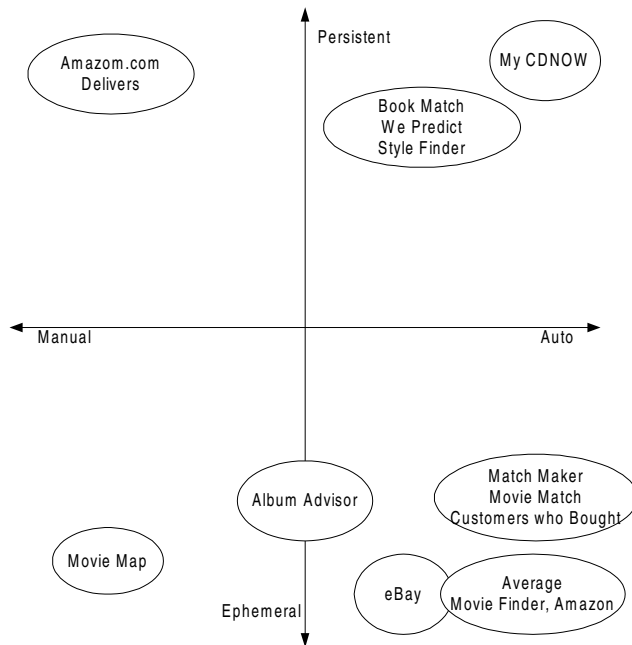 Persistent
Amazom.com
Delivers
My CDNOW
Book Match
We Predict
Style Finder
Manual
Auto
Album Advisor
Match Maker
Movie Match
Customers who Bought
Movie Map
eBay
Average
Movie Finder, Amazon
Ephemeral